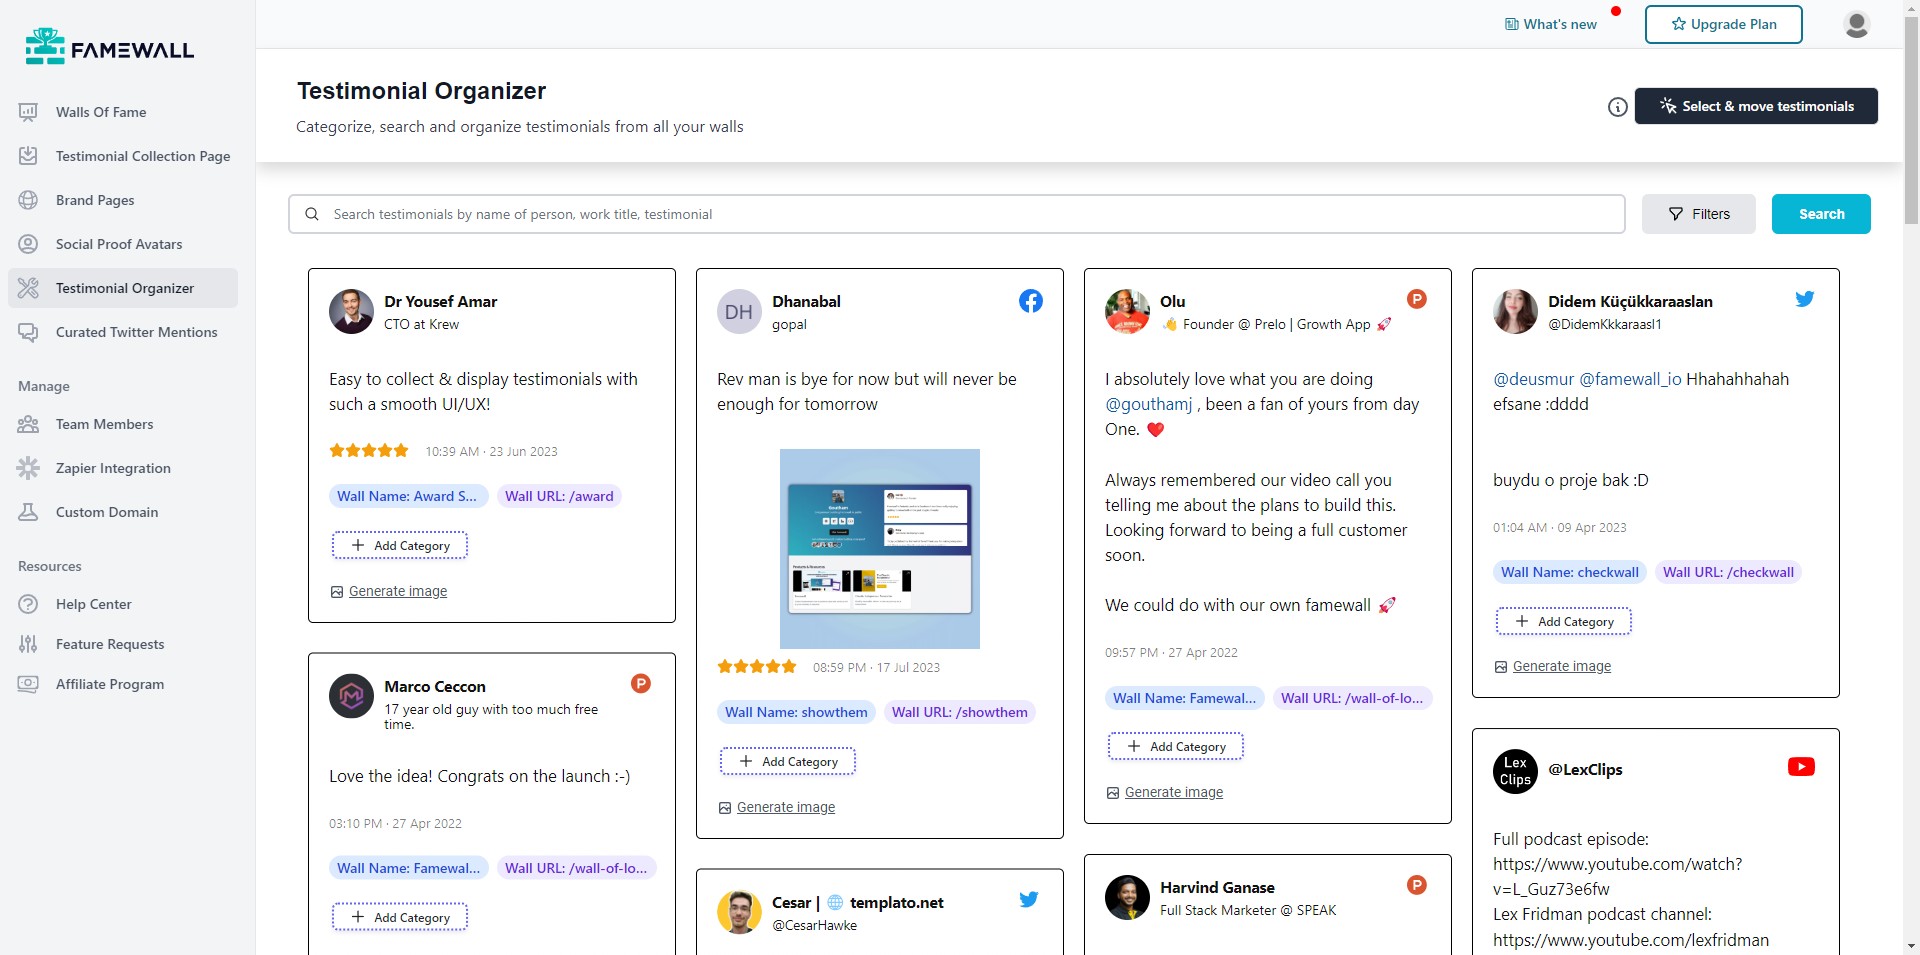 FAMEWALL
What's new
Upgrade Plan
Walls Of Fame
Testimonial Collection Page
Brand Pages
Social Proof Avatars
Testimonial Organizer
Curated Twitter Mentions
Manage
Team Members
Zapier Integration
Custom Domain
Resources
Help Center
Feature Requests
Affiliate Program
Testimonial Organizer
Categorize, search and organize testimonials from all your walls
Select & move testimonials
Search testimonials by name of person, work title, testimonial
Filters
Search
Dr Yousef Amar
CTO at Krew
Easy to collect & display testimonials with
such a smooth UI/UX!
10:39 AM · 23 Jun 2023
Wall Name: Award S... Wall URL: /award
Add Category
Generate image
Marco Ceccon
17 year old guy with too much free
time.
Love the idea! Congrats on the launch :-)
03:10 PM · 27 Apr 2022
Wall Name: Famewal... Wall URL: /wall-of-lo...
Add Category
DH
Dhanabal
gopal
Rev man is bye for now but will never be
enough for tomorrow
08:59 PM · 17 Jul 2023
Wall Name: showthem Wall URL: /showthem
Add Category
Generate image
Cesar | 🌐 templato.net
@CesarHawke
Olu
👋 Founder @ Prelo | Growth App 🚀
I absolutely love what you are doing
@gouthamj , been a fan of yours from day
One. ❤️
Always remembered our video call you
telling me about the plans to build this.
Looking forward to being a full customer
soon.
We could do with our own famewall 🚀
09:57 PM · 27 Apr 2022
Wall Name: Famewal... Wall URL: /wall-of-lo...
Add Category
Generate image
Harvind Ganase
Full Stack Marketer @ SPEAK
Didem Küçükkaraaslan
@DidemKkkaraasl1
@deusmur @famewall_io Hhahahhahah
efsane :dddd
buydu o proje bak :D
01:04 AM · 09 Apr 2023
Wall Name: checkwall Wall URL: /checkwall
Add Category
Generate image
Lex
Clips
@LexClips
Full podcast episode:
https://www.youtube.com/watch?
v=L_Guz73e6fw
Lex Fridman podcast channel:
https://www.youtube.com/lexfridman